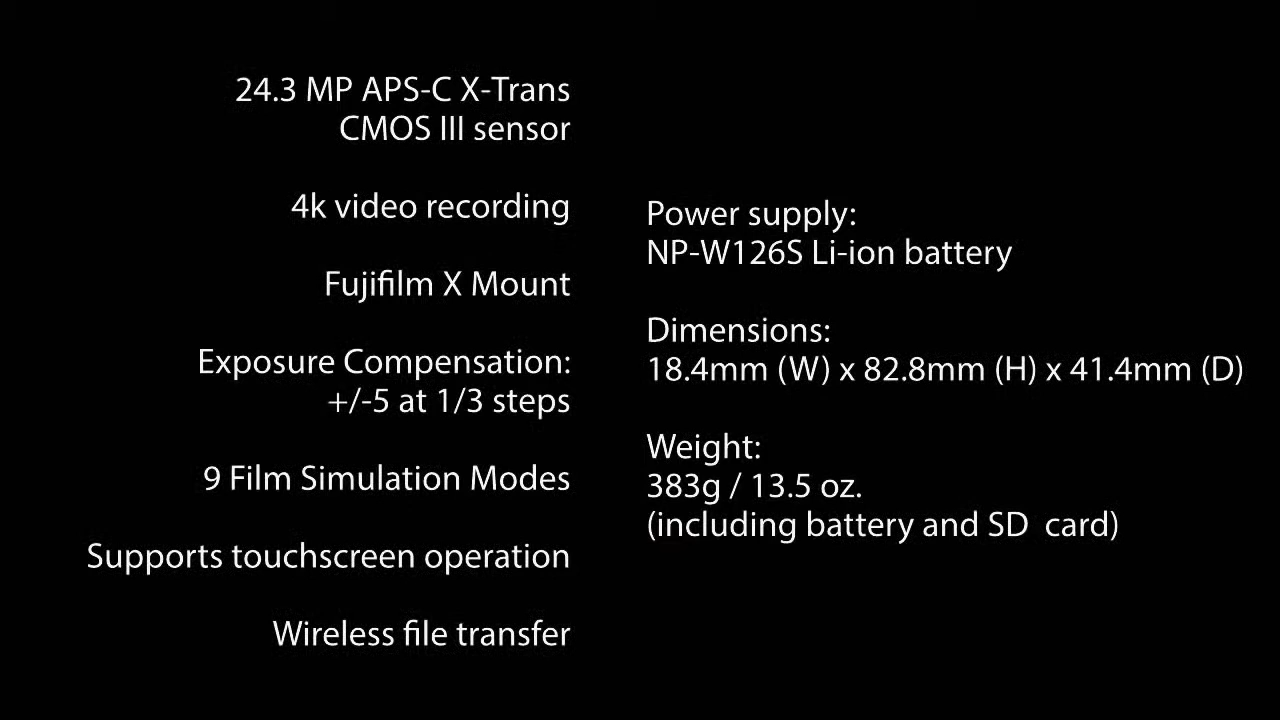 24.3 MP APS-C X-Trans
CMOS III sensor
4k video recording
Fujifilm X Mount
Exposure Compensation:
+/-5 at 1/3 steps
9 Film Simulation Modes
Supports touchscreen operation
Wireless file transfer
Power supply:
NP-W126S Li-ion battery
Dimensions:
18.4mm (W) x 82.8mm (H) x 41.4mm (D)
Weight:
383g / 13.5 oz.
(including battery and SD  card)